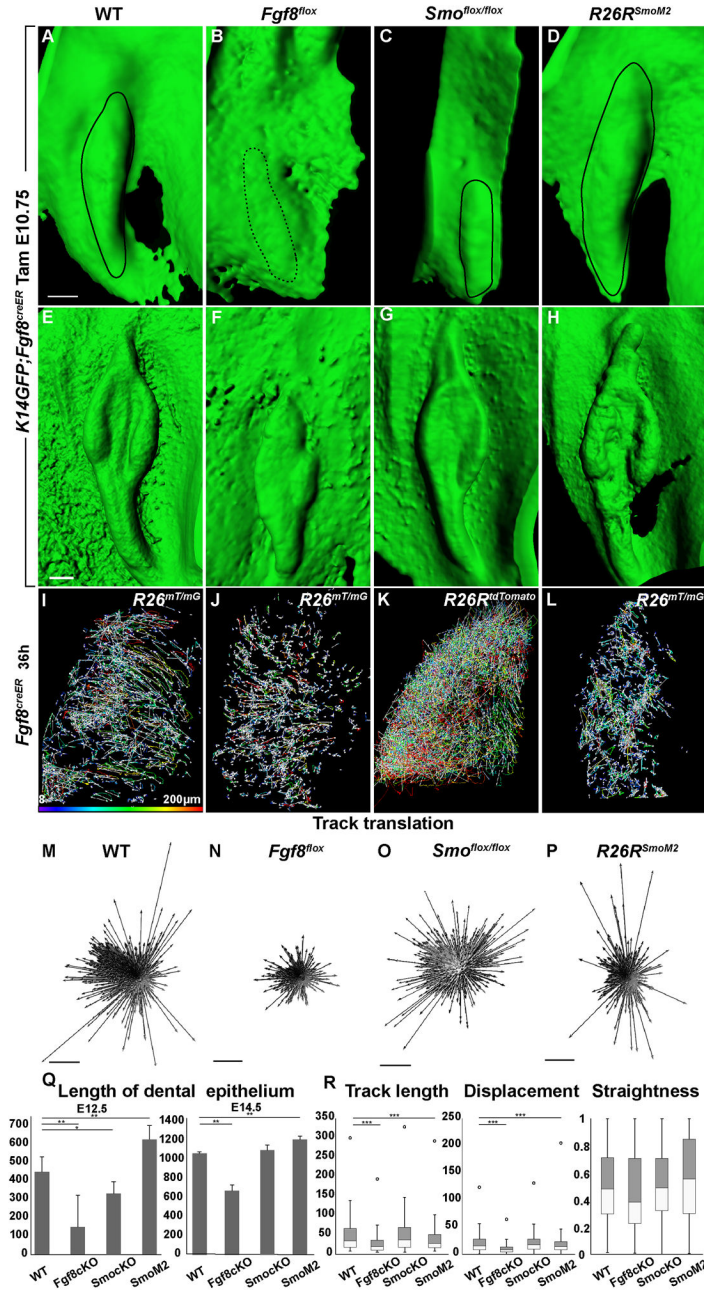 WT Fgf8flox Smoflox/flox R26RSmoM2
K14GFP;Fgf8creER Tam E10.75
A B C D
E F G H
Fgf8creER 36h
I R26mT/mG J R26mT/mG K R26RtdTomato L R26mT/mG
8 200μm
Track translation
M WT N Fgf8flox O Smoflox/flox P R26RSmoM2
Q Length of dental epithelium
E12.5
** ** *
700
600
500
400
300
200
100
0
WT Fgf8cKO SmocKO SmoM2
E14.5
** **
1400
1200
1000
800
600
400
200
0
WT Fgf8cKO SmocKO SmoM2
R Track length Displacement Straightness
*** ***
350
300
250
200
150
100
50
0
WT Fgf8cKO SmocKO SmoM2
*** ***
250
200
150
100
50
0
WT Fgf8cKO SmocKO SmoM2
1
0.8
0.6
0.4
0.2
0
WT Fgf8cKO SmocKO SmoM2